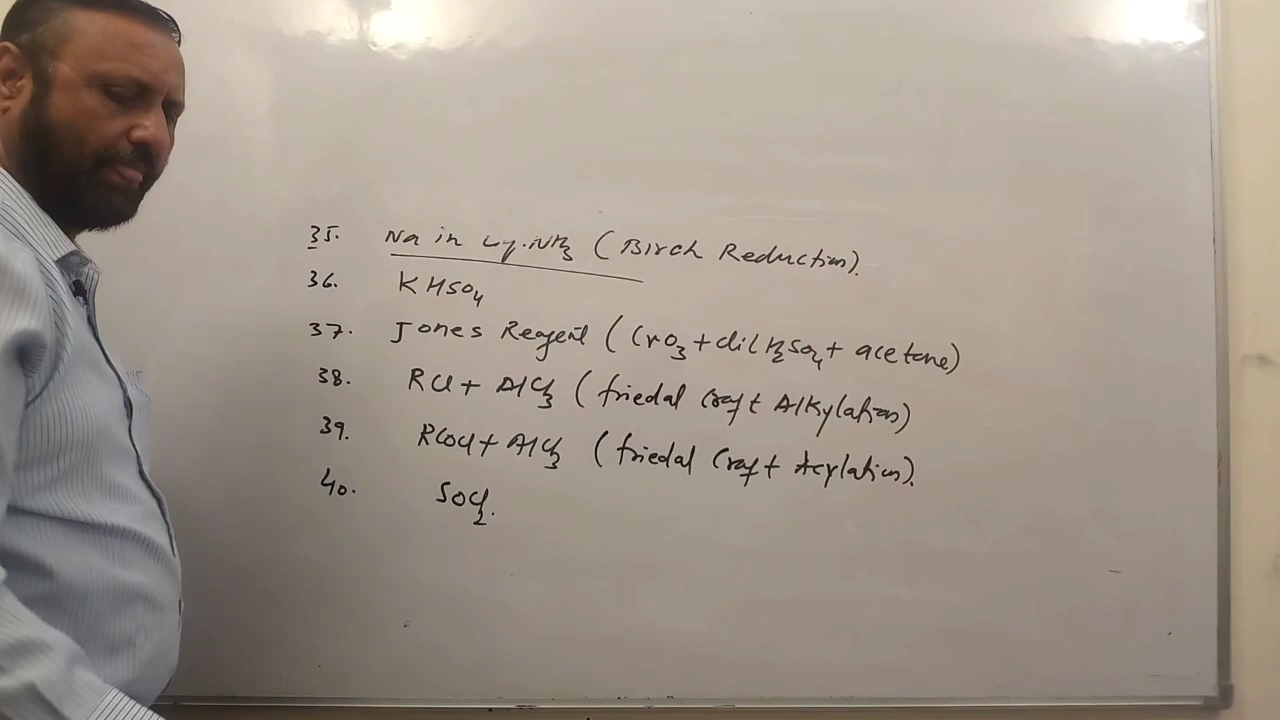 35. Na in Lq. NH3 (Birch Reduction).
36. KHSO4
37. Jones Reagent (CrO3 + dil H2SO4 + acetone)
38. RCl + AlCl3 (friedal Craft Alkylation)
39. RCOCl + AlCl3 (friedal Craft Acylation).
40. SOCl2.